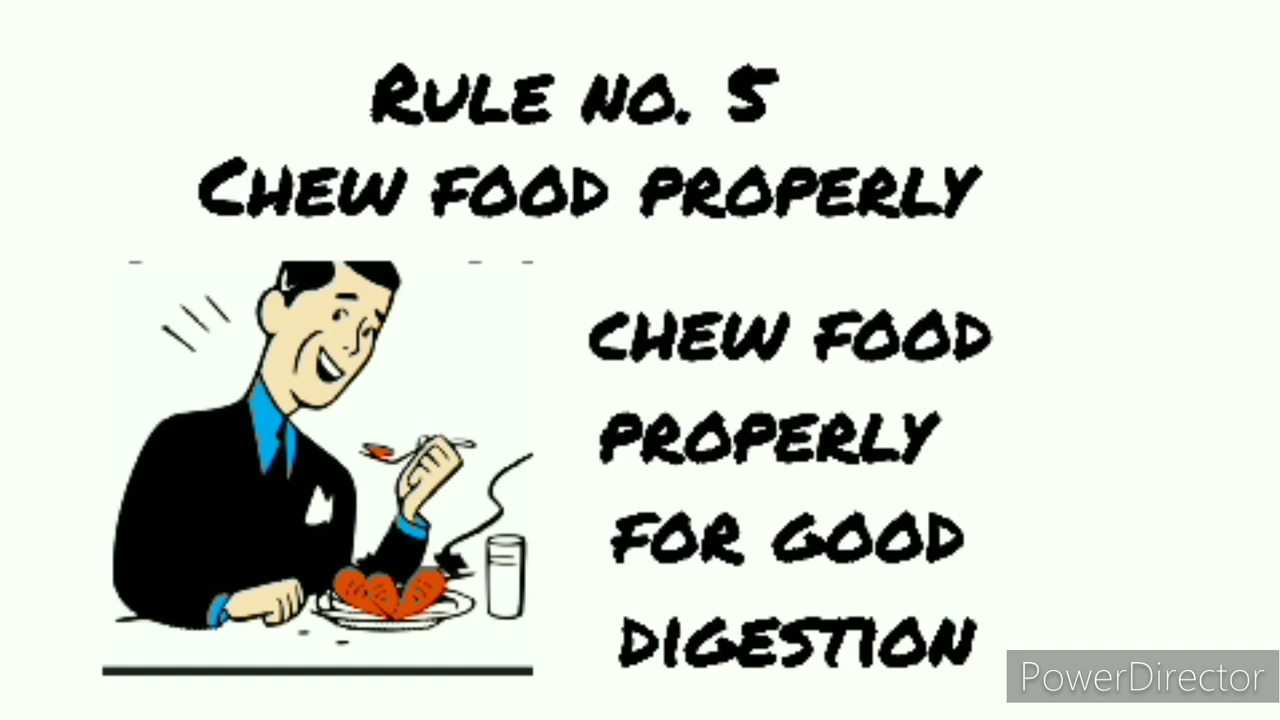 Rule no. 5
Chew food properly
chew food
properly
for good
digestion
PowerDirector